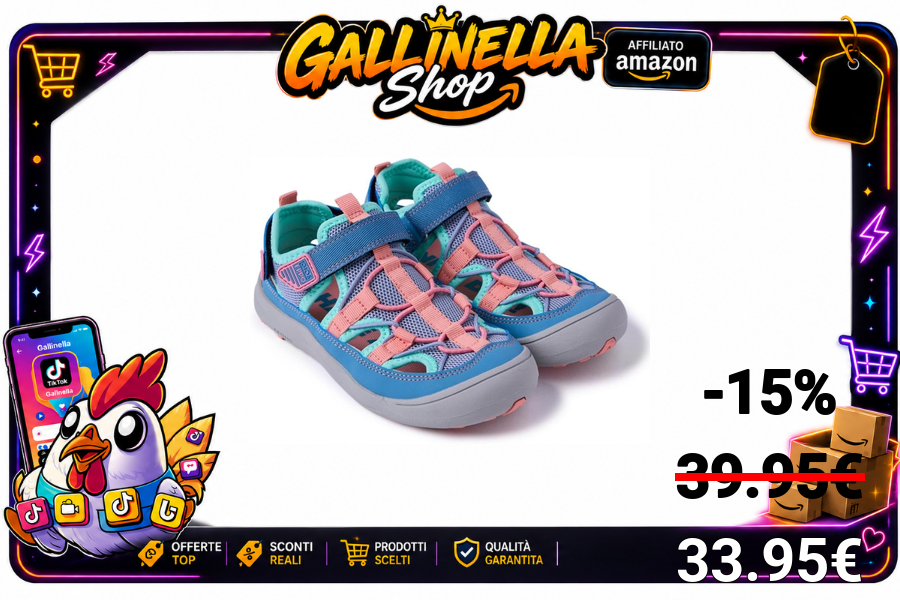 GALLINELLA
Shop
AFFILIATO
amazon
Gallinella
TikTok
Gallinella
-15%
39.95€
33.95€
OFFERTE
TOP
SCONTI
REALI
PRODOTTI
SCELTI
QUALITÀ
GARANTITA